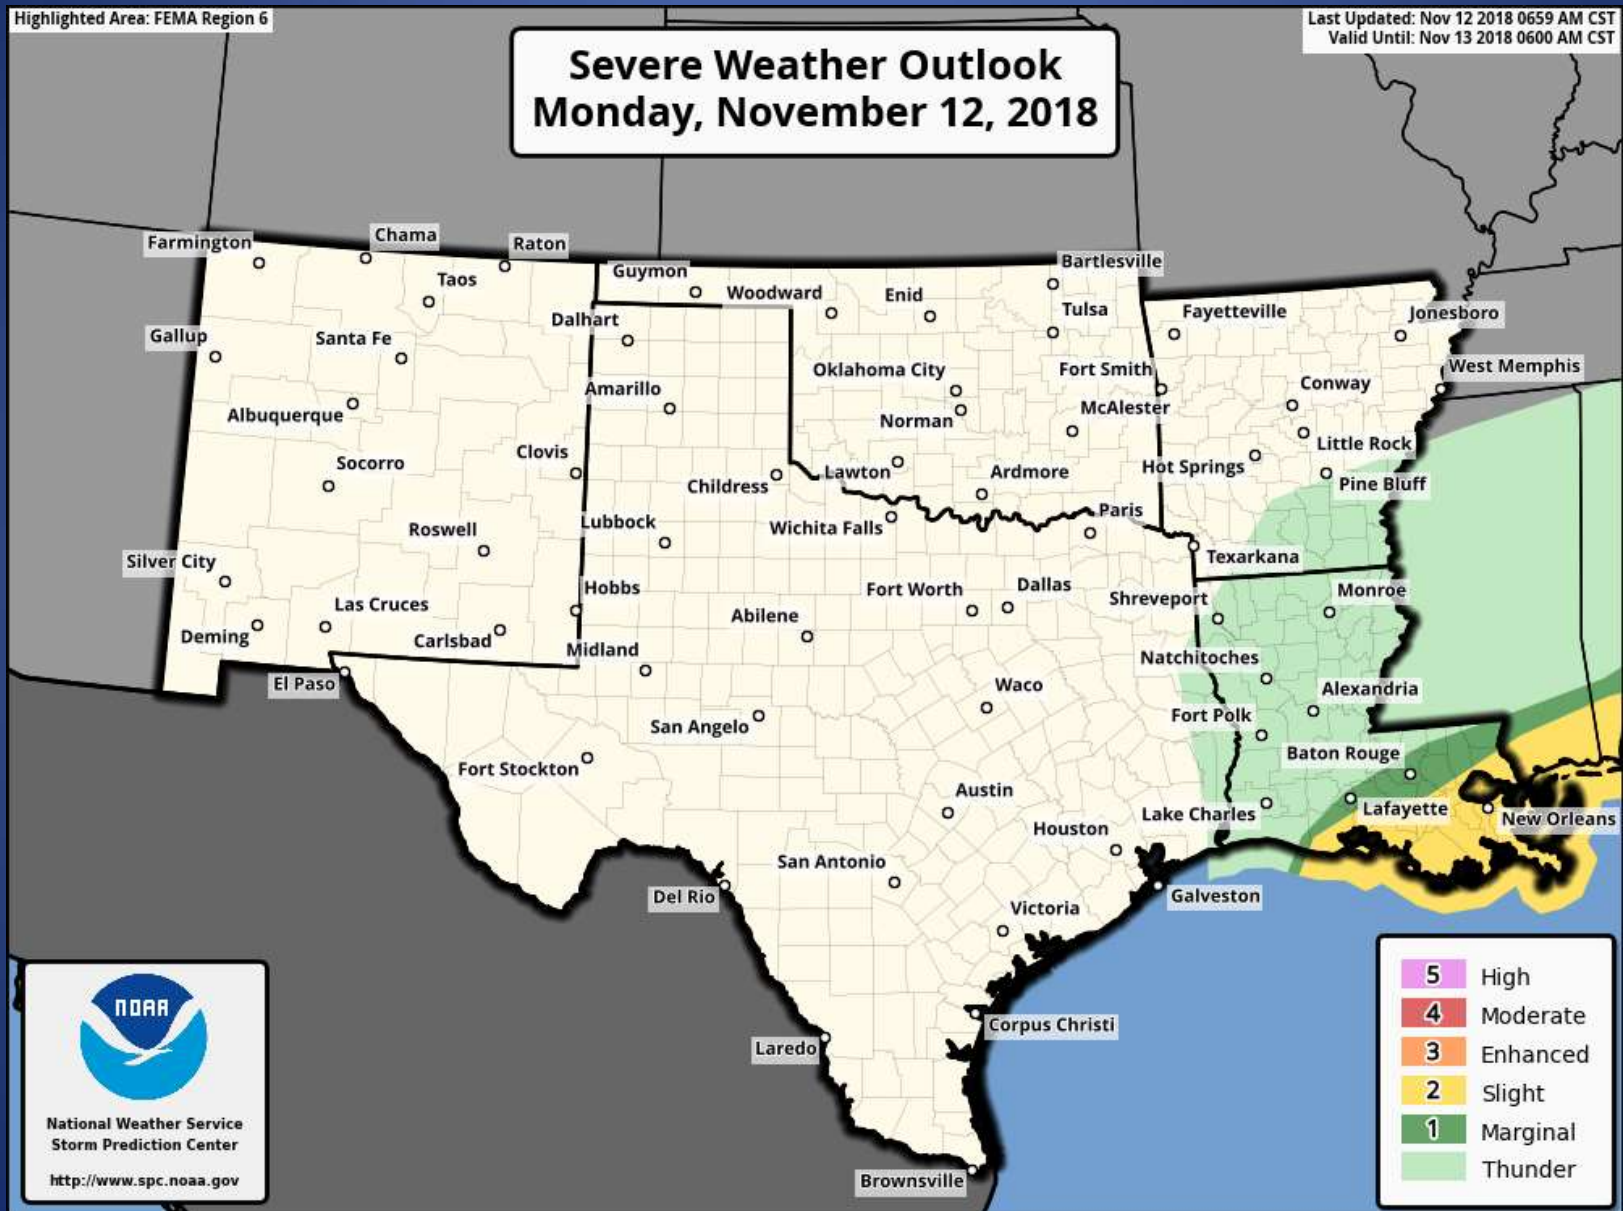 Highlighted Area: FEMA Region 6
Last Updated: Nov 12 2018 0659 AM CST
Valid Until: Nov 13 2018 0600 AM CST
Severe Weather Outlook
Monday, November 12, 2018
Farmington
Chama
Raton
Taos
Guymon
Woodward
Enid
Bartlesville
Tulsa
Fayetteville
Jonesboro
Dalhart
Gallup
Santa Fe
Oklahoma City
Fort Smith
West Memphis
Conway
Amarillo
Albuquerque
Norman
McAlester
Little Rock
Socorro
Clovis
Childress
Lawton
Ardmore
Hot Springs
Pine Bluff
Roswell
Lubbock
Wichita Falls
Paris
Texarkana
Silver City
Las Cruces
Hobbs
Abilene
Fort Worth
Dallas
Shreveport
Monroe
Deming
Carlsbad
Midland
Natchitoches
El Paso
Waco
Alexandria
San Angelo
Fort Polk
Baton Rouge
Fort Stockton
Austin
Lake Charles
Lafayette
New Orleans
Houston
San Antonio
Del Rio
Galveston
Victoria
Corpus Christi
Laredo
Brownsville
NOAA
National Weather Service
Storm Prediction Center
http://www.spc.noaa.gov
5 High
4 Moderate
3 Enhanced
2 Slight
1 Marginal
Thunder